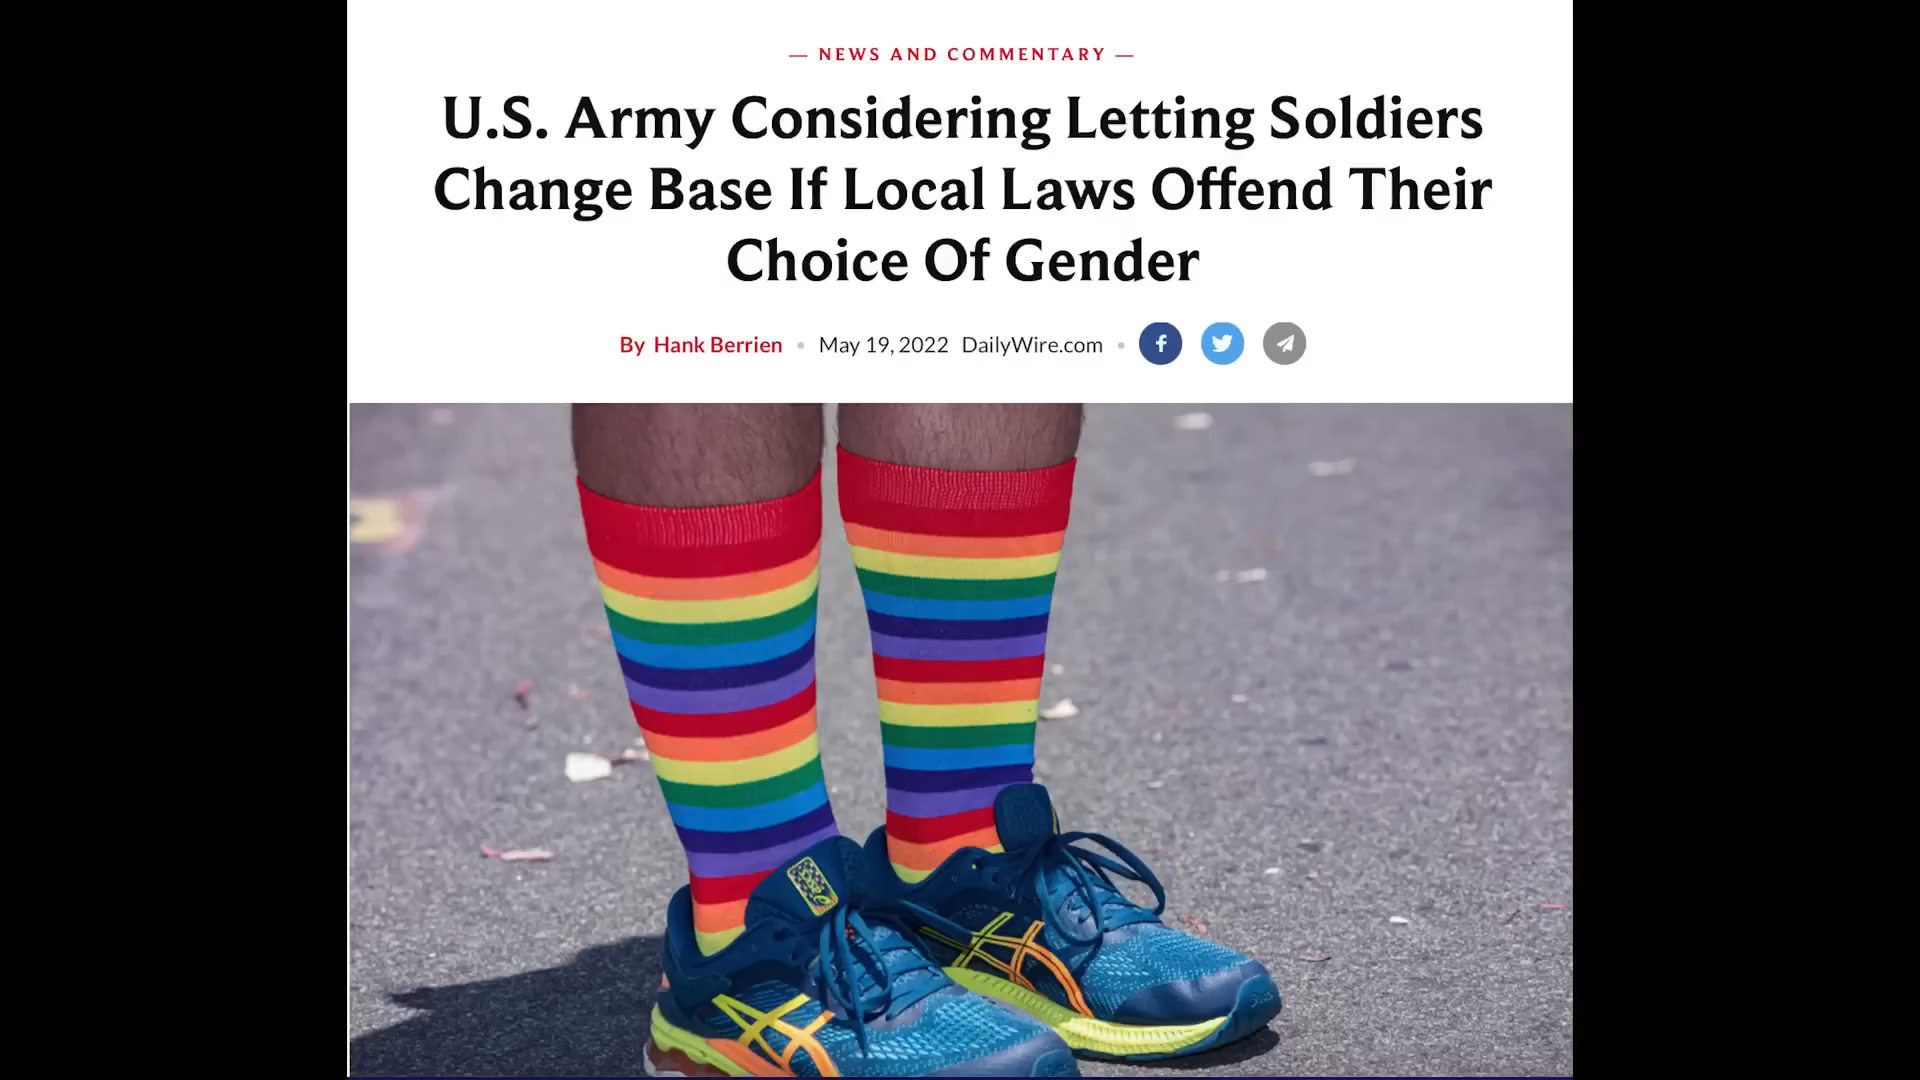 — NEWS AND COMMENTARY —
U.S. Army Considering Letting Soldiers
Change Base If Local Laws Offend Their
Choice Of Gender
By Hank Berrien • May 19, 2022 DailyWire.com •